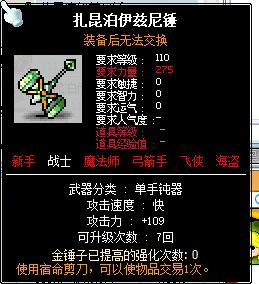 扎昆泊伊兹尼锤
装备后无法交换
要求等级： 110
要求力量： 275
要求敏捷： 0
要求智力： 0
要求运气： 0
要求人气度： -
道具等级： -
道具经验值： -
新手 战士 魔法师 弓箭手 飞侠 海盗
武器分类 : 单手钝器
攻击速度 : 快
攻击力 : +109
可升级次数 : 7回
金锤子已提高的强化次数: 0
使用宿命剪刀，可以使物品交易1次。